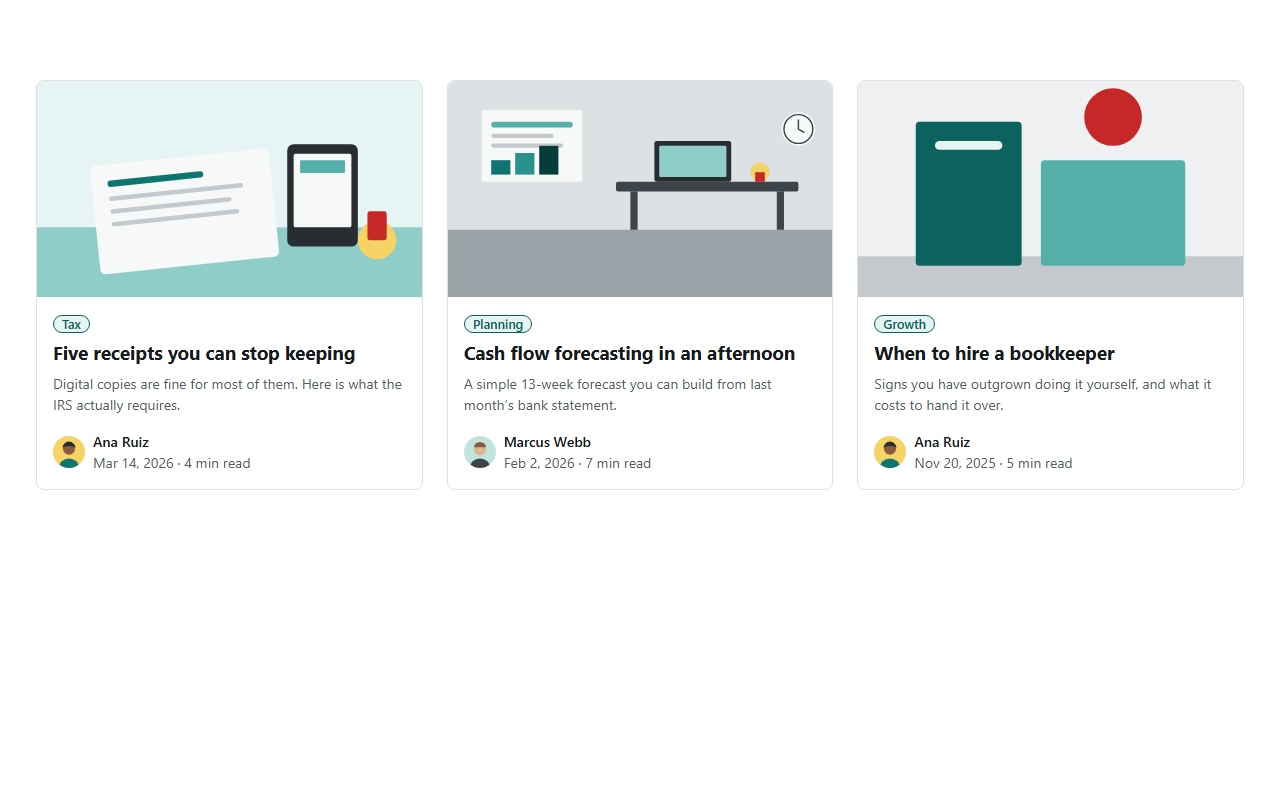 Tax
Five receipts you can stop keeping
Digital copies are fine for most of them. Here is what the
IRS actually requires.
Ana Ruiz
Mar 14, 2026 · 4 min read
Planning
Cash flow forecasting in an afternoon
A simple 13-week forecast you can build from last
month’s bank statement.
Marcus Webb
Feb 2, 2026 · 7 min read
Growth
When to hire a bookkeeper
Signs you have outgrown doing it yourself, and what it
costs to hand it over.
Ana Ruiz
Nov 20, 2025 · 5 min read